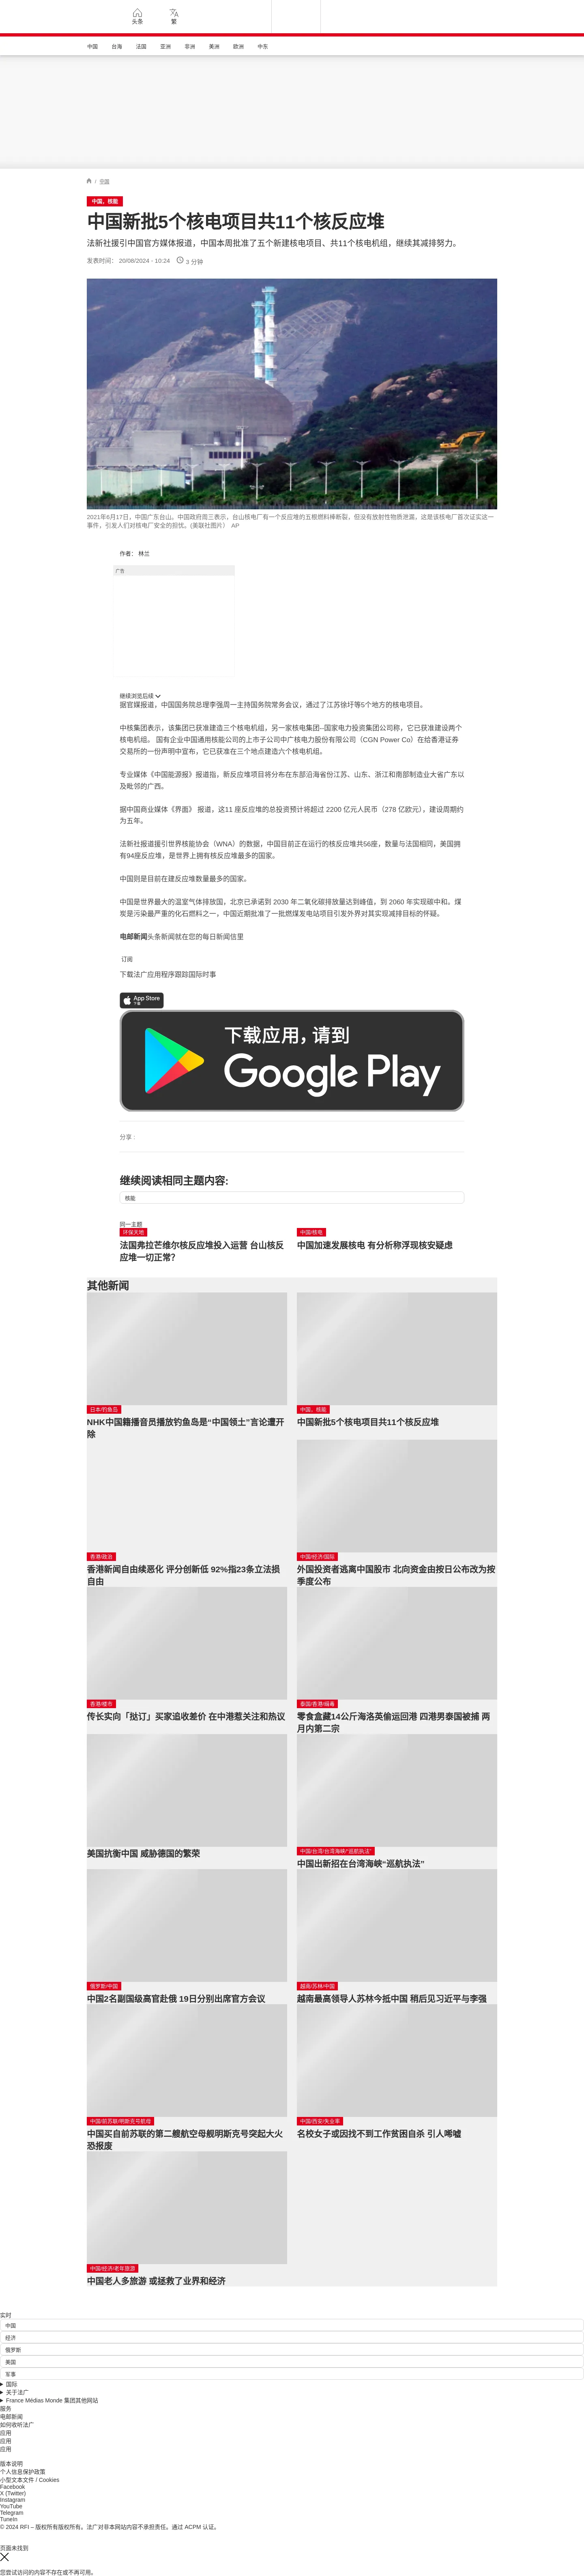 头条
繁
中国
台海
法国
亚洲
非洲
美洲
欧洲
中东
/ 中国
中国，核能
中国新批5个核电项目共11个核反应堆
法新社援引中国官方媒体报道，中国本周批准了五个新建核电项目、共11个核电机组，继续其减排努力。
发表时间： 20/08/2024 - 10:24 3 分钟
2021年6月17日，中国广东台山。中国政府周三表示，台山核电厂有一个反应堆的五根燃料棒断裂，但没有放射性物质泄漏，这是该核电厂首次证实这一
事件，引发人们对核电厂安全的担忧。(美联社图片） AP
作者： 林兰
广告
继续浏览后续
据官媒报道，中国国务院总理李强周一主持国务院常务会议，通过了江苏徐圩等5个地方的核电项目。
中核集团表示，该集团已获准建造三个核电机组，另一家核电集团--国家电力投资集团公司称，它已获准建设两个
核电机组。 国有企业中国通用核能公司的上市子公司中广核电力股份有限公司（CGN Power Co）在给香港证券
交易所的一份声明中宣布，它已获准在三个地点建造六个核电机组。
专业媒体《中国能源报》报道指，新反应堆项目将分布在东部沿海省份江苏、山东、浙江和南部制造业大省广东以
及毗邻的广西。
据中国商业媒体《界面》 报道，这11 座反应堆的总投资预计将超过 2200 亿元人民币（278 亿欧元），建设周期约
为五年。
法新社报道援引世界核能协会（WNA）的数据，中国目前正在运行的核反应堆共56座，数量与法国相同，美国拥
有94座反应堆，是世界上拥有核反应堆最多的国家。
中国则是目前在建反应堆数量最多的国家。
中国是世界最大的温室气体排放国，北京已承诺到 2030 年二氧化碳排放量达到峰值，到 2060 年实现碳中和。煤
炭是污染最严重的化石燃料之一，中国近期批准了一批燃煤发电站项目引发外界对其实现减排目标的怀疑。
电邮新闻头条新闻就在您的每日新闻信里
订阅
下载法广应用程序跟踪国际时事
App Store
下载
下载应用，请到
Google Play
分享 :
继续阅读相同主题内容:
核能
同一主题
环保天地
法国弗拉芒维尔核反应堆投入运营 台山核反
应堆一切正常?
中国/核电
中国加速发展核电 有分析称浮现核安疑虑
其他新闻
日本/钓鱼岛
NHK中国籍播音员播放钓鱼岛是“中国领土”言论遭开
除
中国，核能
中国新批5个核电项目共11个核反应堆
香港/政治
香港新闻自由续恶化 评分创新低 92%指23条立法损
自由
中国/经济/国际
外国投资者逃离中国股市 北向资金由按日公布改为按
季度公布
香港/楼市
传长实向「挞订」买家追收差价 在中港惹关注和热议
泰国/香港/缉毒
零食盒藏14公斤海洛英偷运回港 四港男泰国被捕 两
月内第二宗
美国抗衡中国 威胁德国的繁荣
中国/台湾/台湾海峡/“巡航执法”
中国出新招在台湾海峡“巡航执法”
俄罗斯/中国
中国2名副国级高官赴俄 19日分别出席官方会议
越南/苏林/中国
越南最高领导人苏林今抵中国 稍后见习近平与李强
中国/前苏联/明斯克号航母
中国买自前苏联的第二艘航空母舰明斯克号突起大火
恐报废
中国/西安/失业率
名校女子或因找不到工作贫困自杀 引人唏嘘
中国/经济/老年旅游
中国老人多旅游 或拯救了业界和经济
实时
中国
经济
俄罗斯
美国
军事
国际
关于法广
France Médias Monde 集团其他网站
服务
电邮新闻
如何收听法广
应用
应用
应用
版本说明
个人信息保护政策
小型文本文件 / Cookies
Facebook
X (Twitter)
Instagram
YouTube
Telegram
TuneIn
© 2024 RFI – 版权所有版权所有。法广对非本网站内容不承担责任。通过 ACPM 认证。
页面未找到
您尝试访问的内容不存在或不再可用。